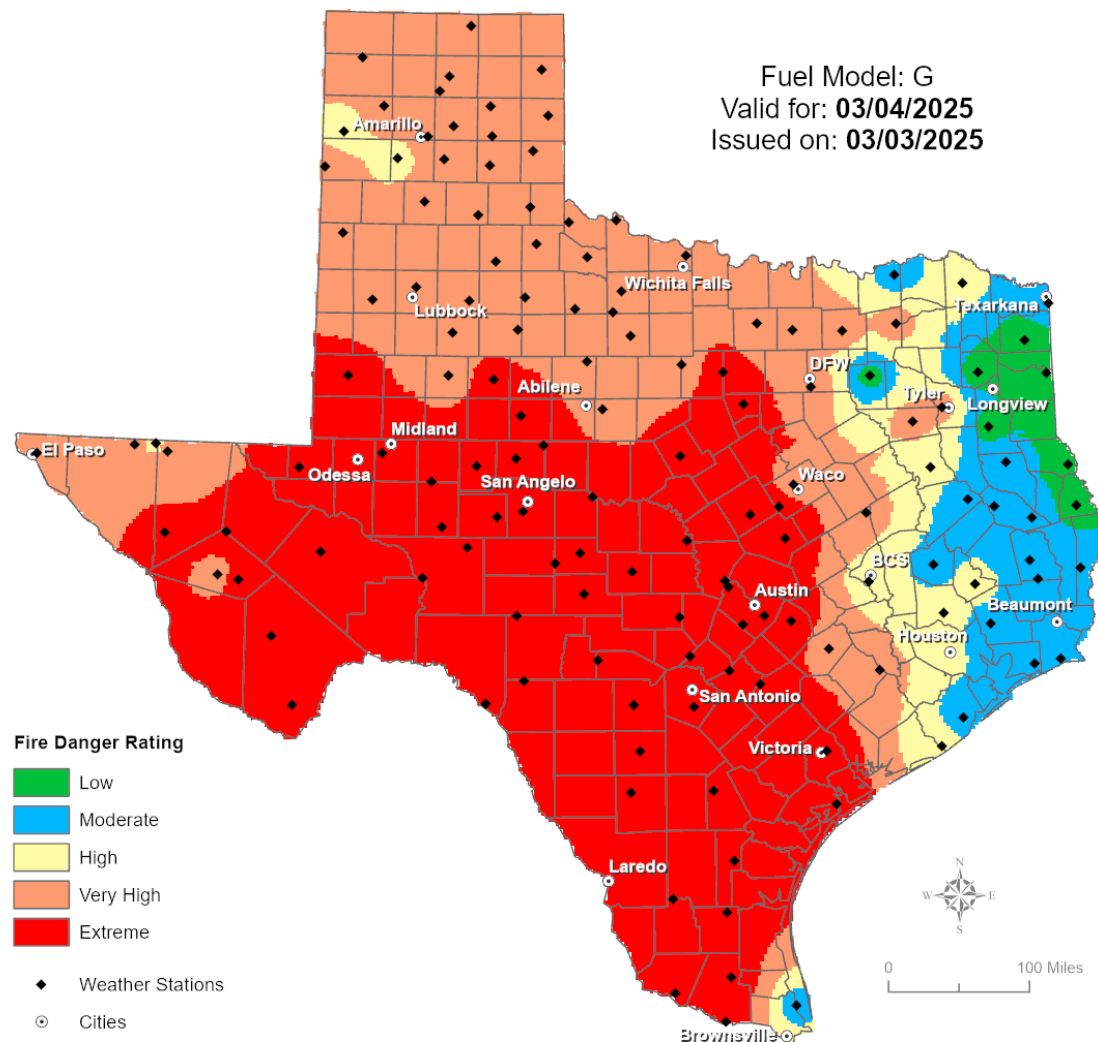 Fuel Model: G
Valid for: 03/04/2025
Issued on: 03/03/2025
Amarillo
Wichita Falls
Lubbock
Texarkana
DFW
Abilene
Tyler
Longview
Midland
El Paso
Odessa
San Angelo
Waco
BCS
Austin
Beaumont
Houston
San Antonio
Victoria
Laredo
Brownsville
Fire Danger Rating
Low
Moderate
High
Very High
Extreme
Weather Stations
Cities
N
W E
S
0 100 Miles